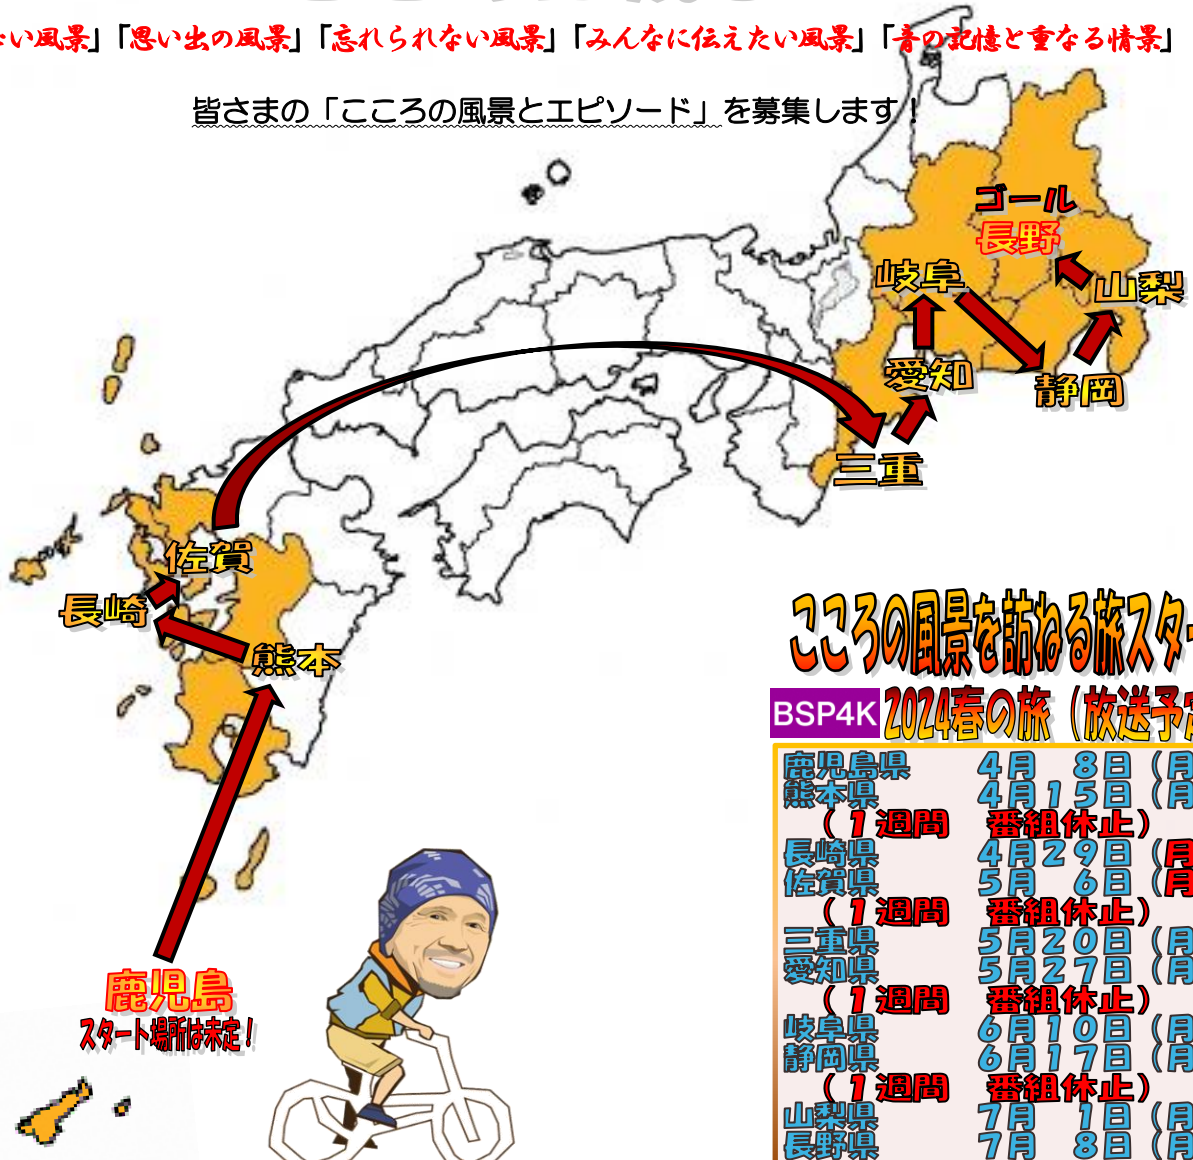 い風景」「思い出の風景」「忘れられない風景」「みんなに伝えたい風景」「音の記憶と重なる情景」
皆さまの「こころの風景とエピソード」を募集します！
ゴール
長野
岐阜
山梨
愛知
静岡
三重
佐賀
長崎
熊本
鹿児島
スタート場所は未定！
こころの風景を訪ねる旅スター
BSP4K 2024春の旅（放送予定
鹿児島県 4月 8日（月
熊本県 4月15日（月
（1週間 番組休止）
長崎県 4月29日（月
佐賀県 5月 6日（月
（1週間 番組休止）
三重県 5月20日（月
愛知県 5月27日（月
（1週間 番組休止）
岐阜県 6月10日（月
静岡県 6月17日（月
（1週間 番組休止）
山梨県 7月 1日（月
長野県 7月 8日（月